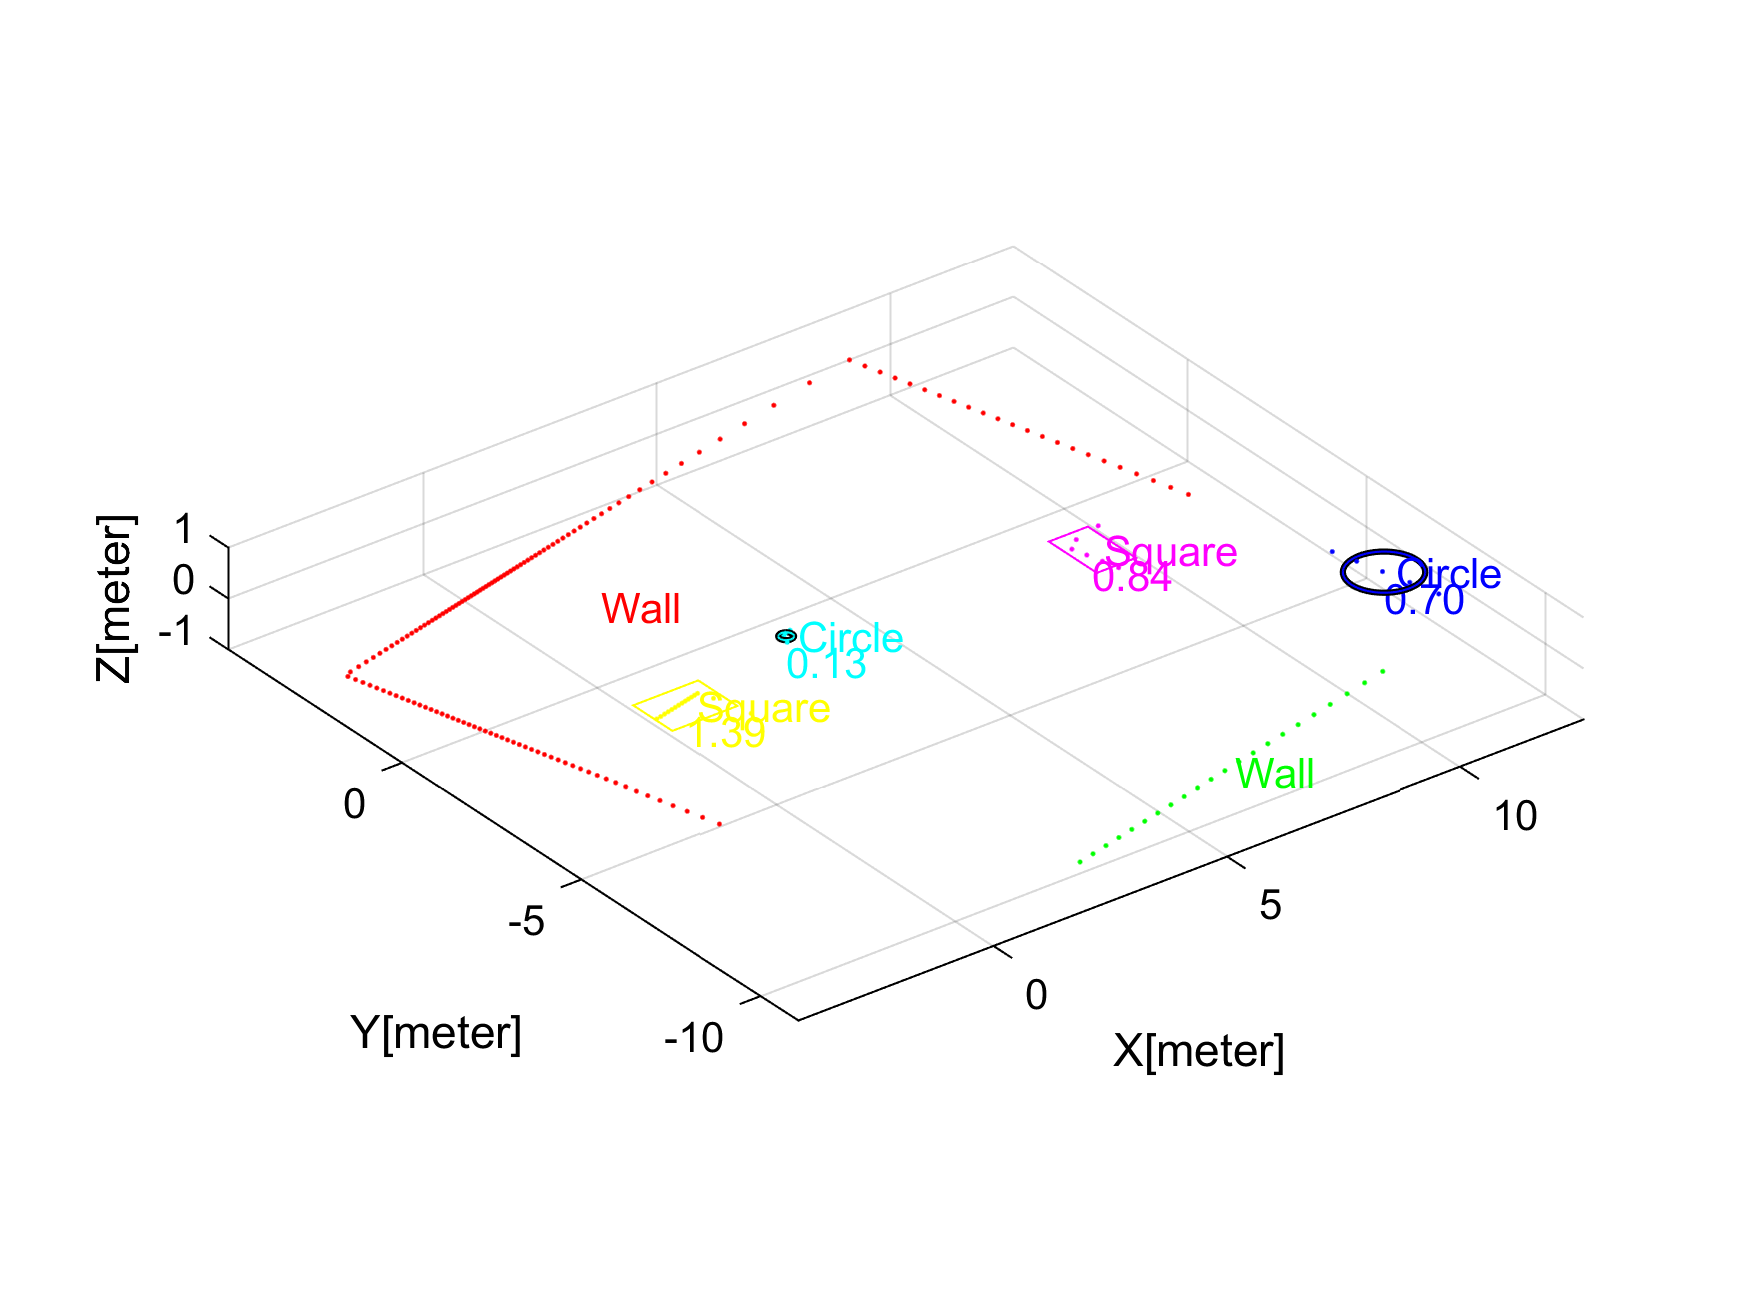 1
0
-1
Z[meter]
Wall
Square
0.84
Circle
0.70
Circle
0.13
Square
1.39
Wall
0
-5
-10
Y[meter]
10
5
0
X[meter]